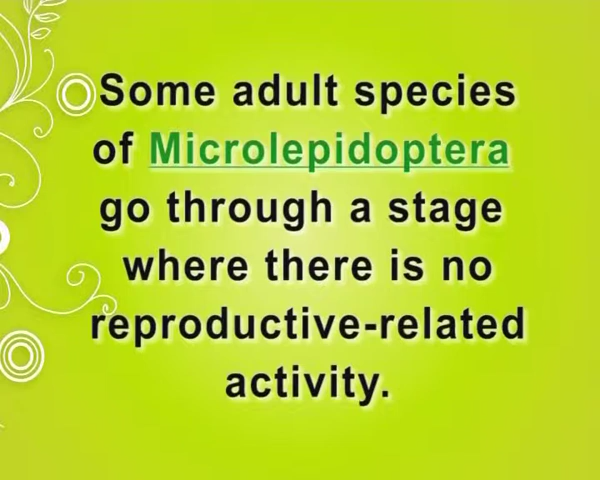 Some adult species
of Microlepidoptera
go through a stage
where there is no
reproductive-related
activity.